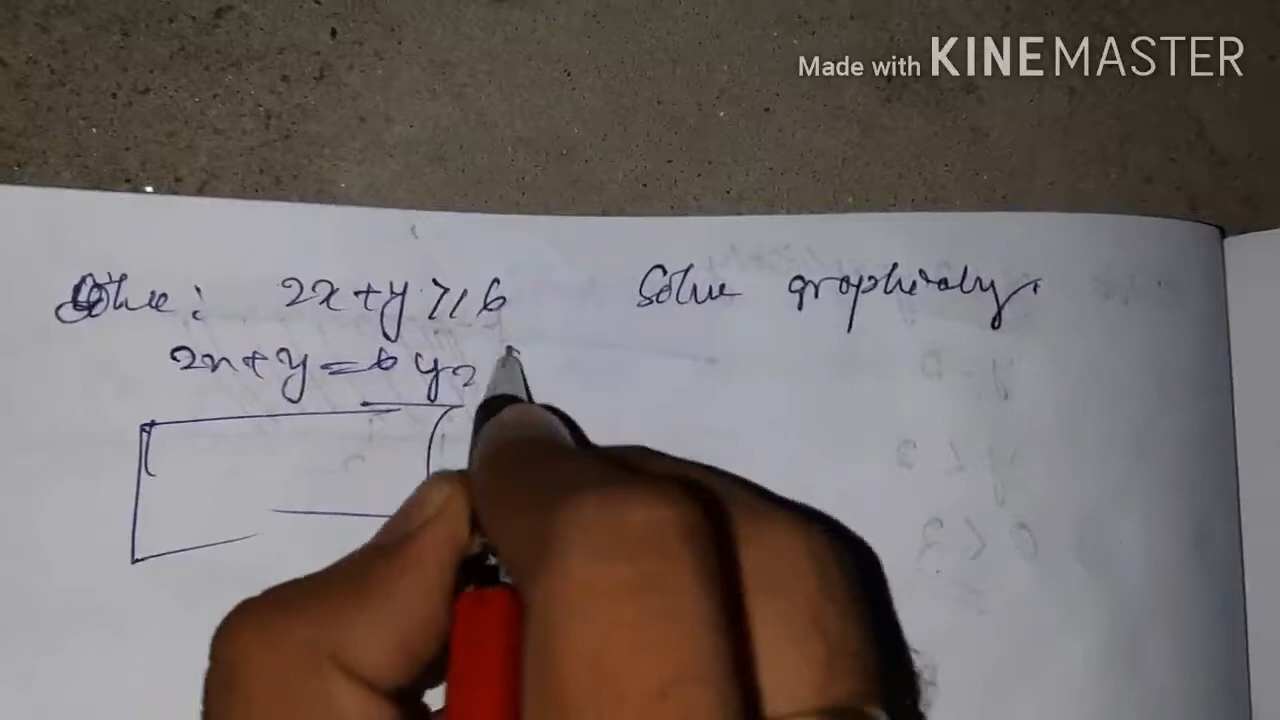 Made with KINEMASTER
Solve: 2x+y ≥ 6 Solve graphically.
2x+y=6 y=